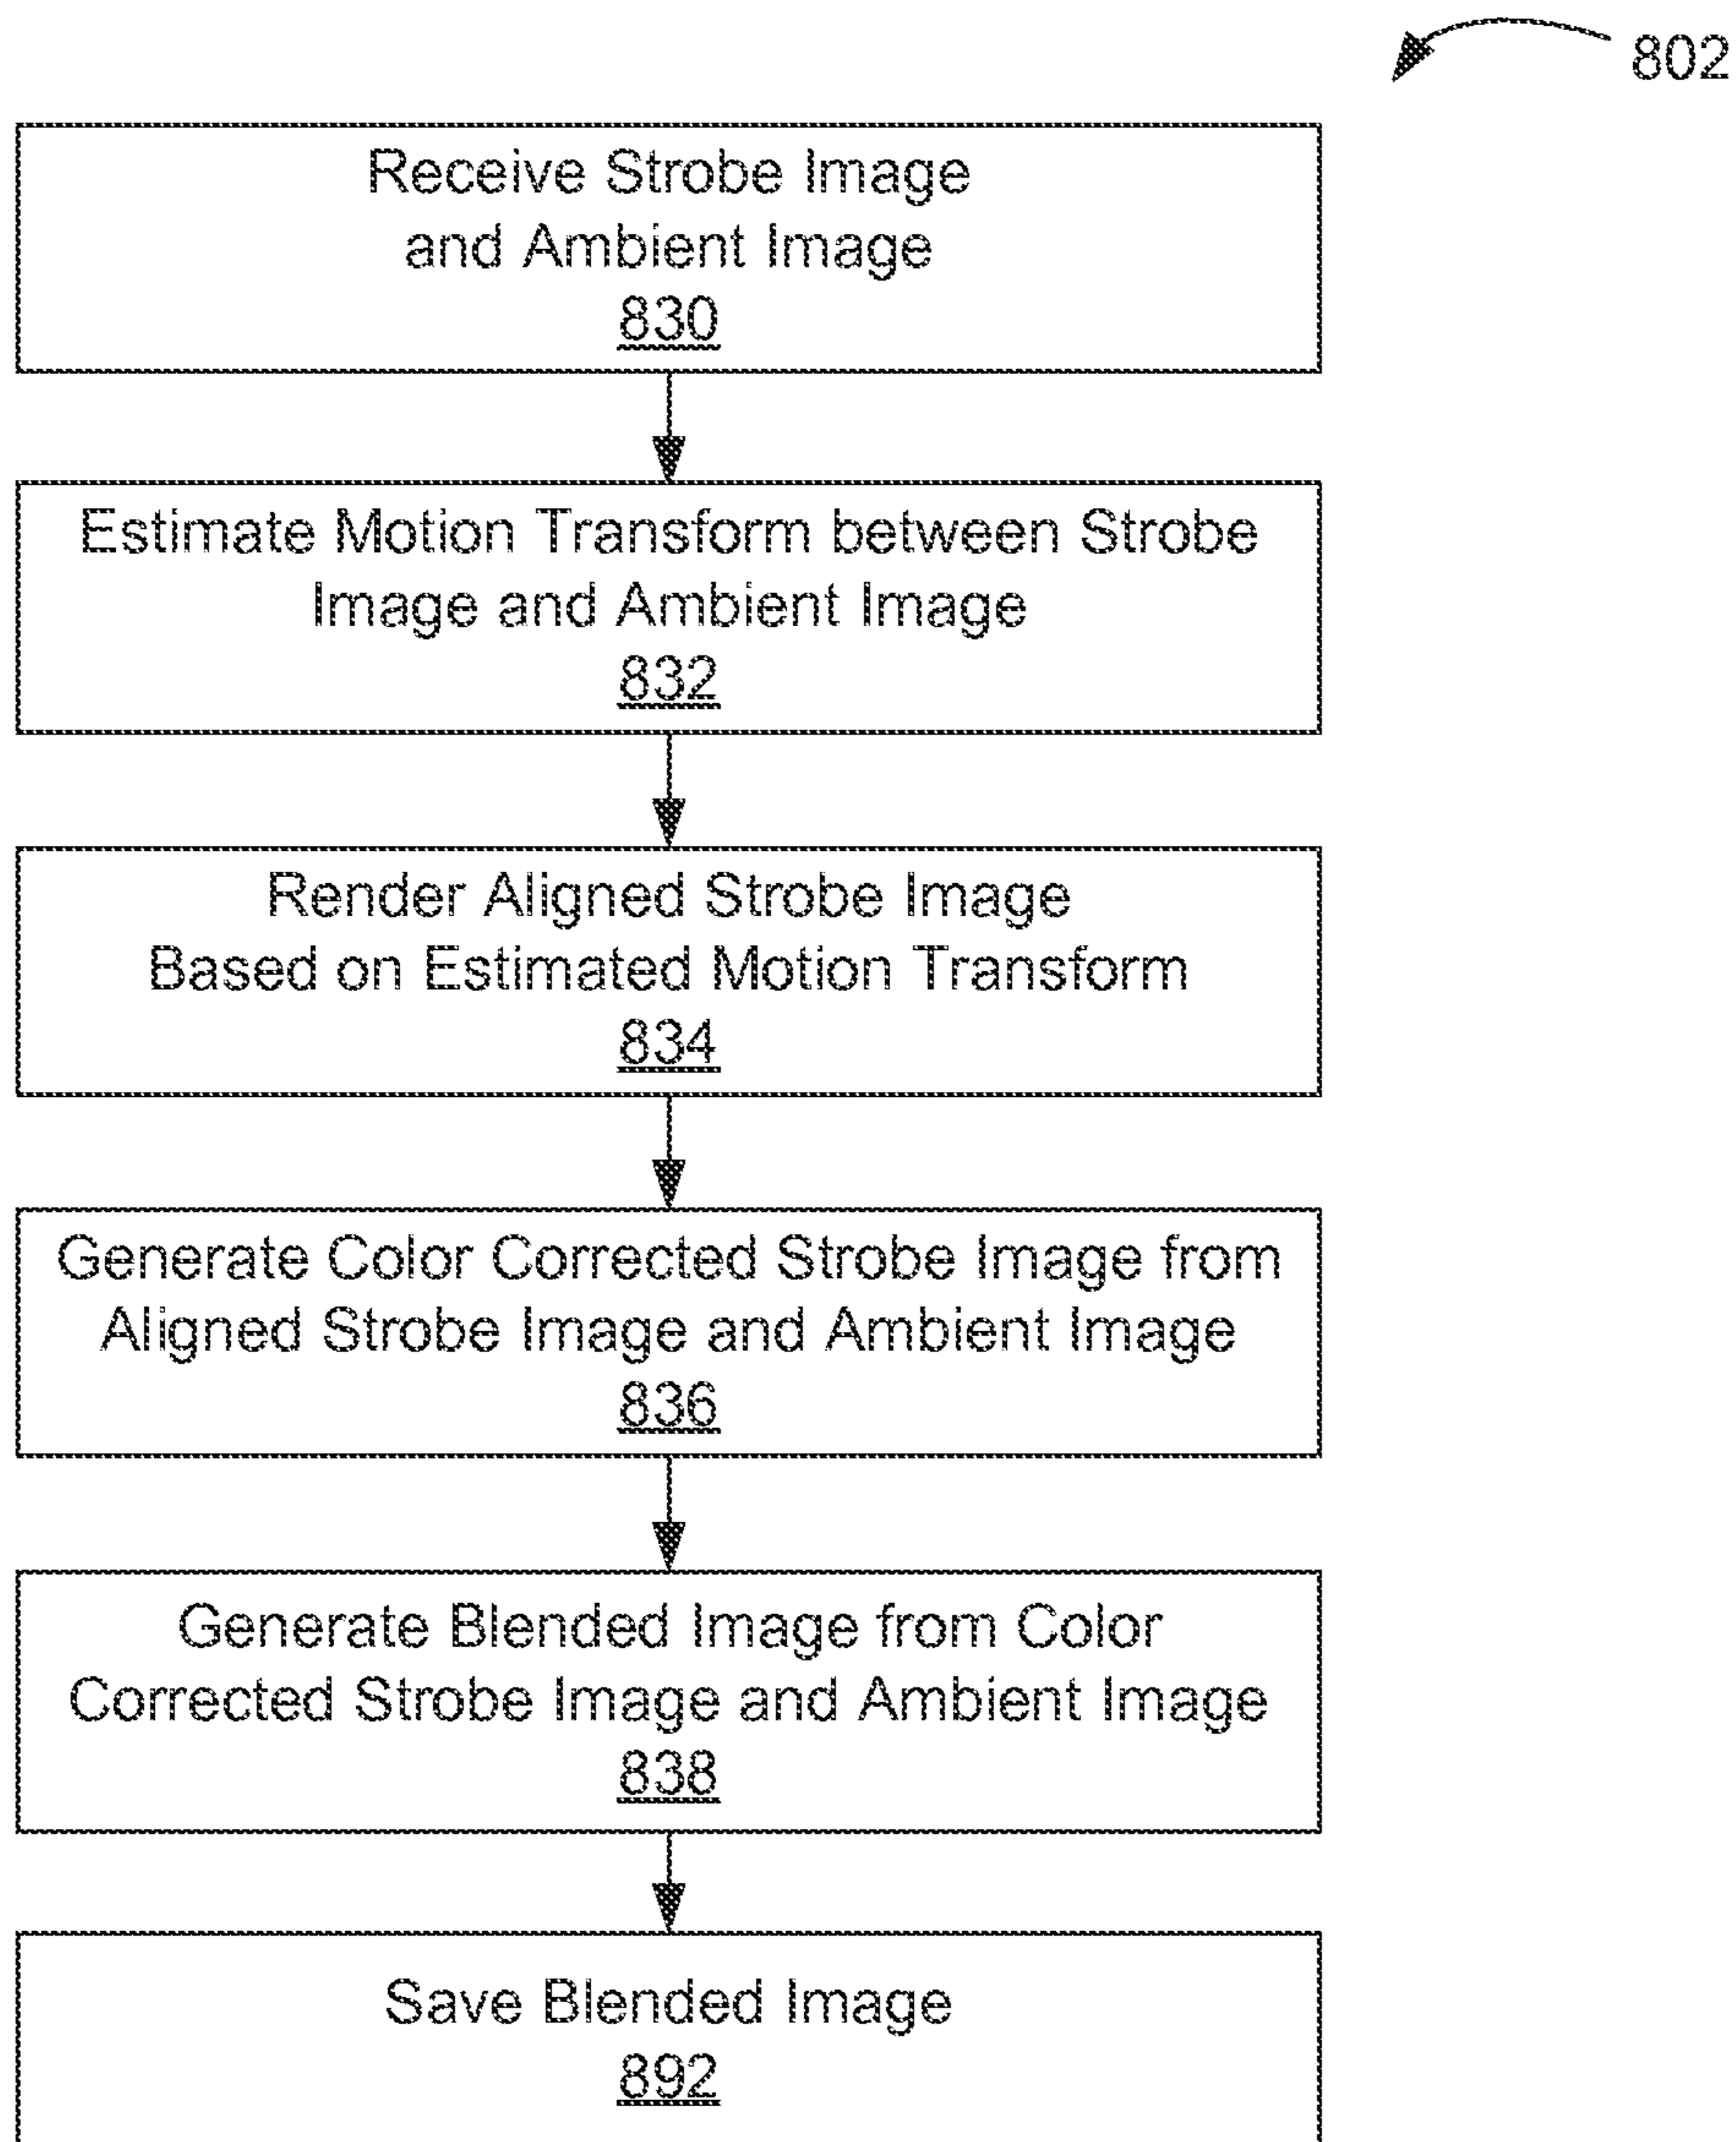 802
Receive Strobe Image
and Ambient Image
830
Estimate Motion Transform between Strobe
Image and Ambient Image
832
Render Aligned Strobe Image
Based on Estimated Motion Transform
834
Generate Color Corrected Strobe Image from
Aligned Strobe Image and Ambient Image
836
Generate Blended Image from Color
Corrected Strobe Image and Ambient Image
838
Save Blended Image
892